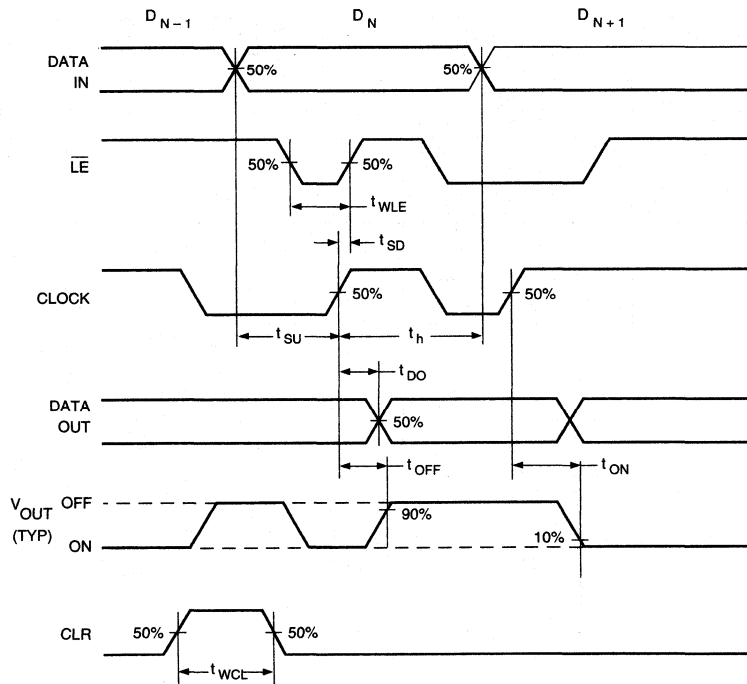 D N-1 D N D N+1
DATA IN 50% 50%
LE 50% 50%
t WLE
t SD
CLOCK 50% 50%
t SU t h
t DO
DATA OUT 50%
t OFF t ON
V OUT (TYP) OFF 90%
ON 10%
CLR 50% 50%
t WCL